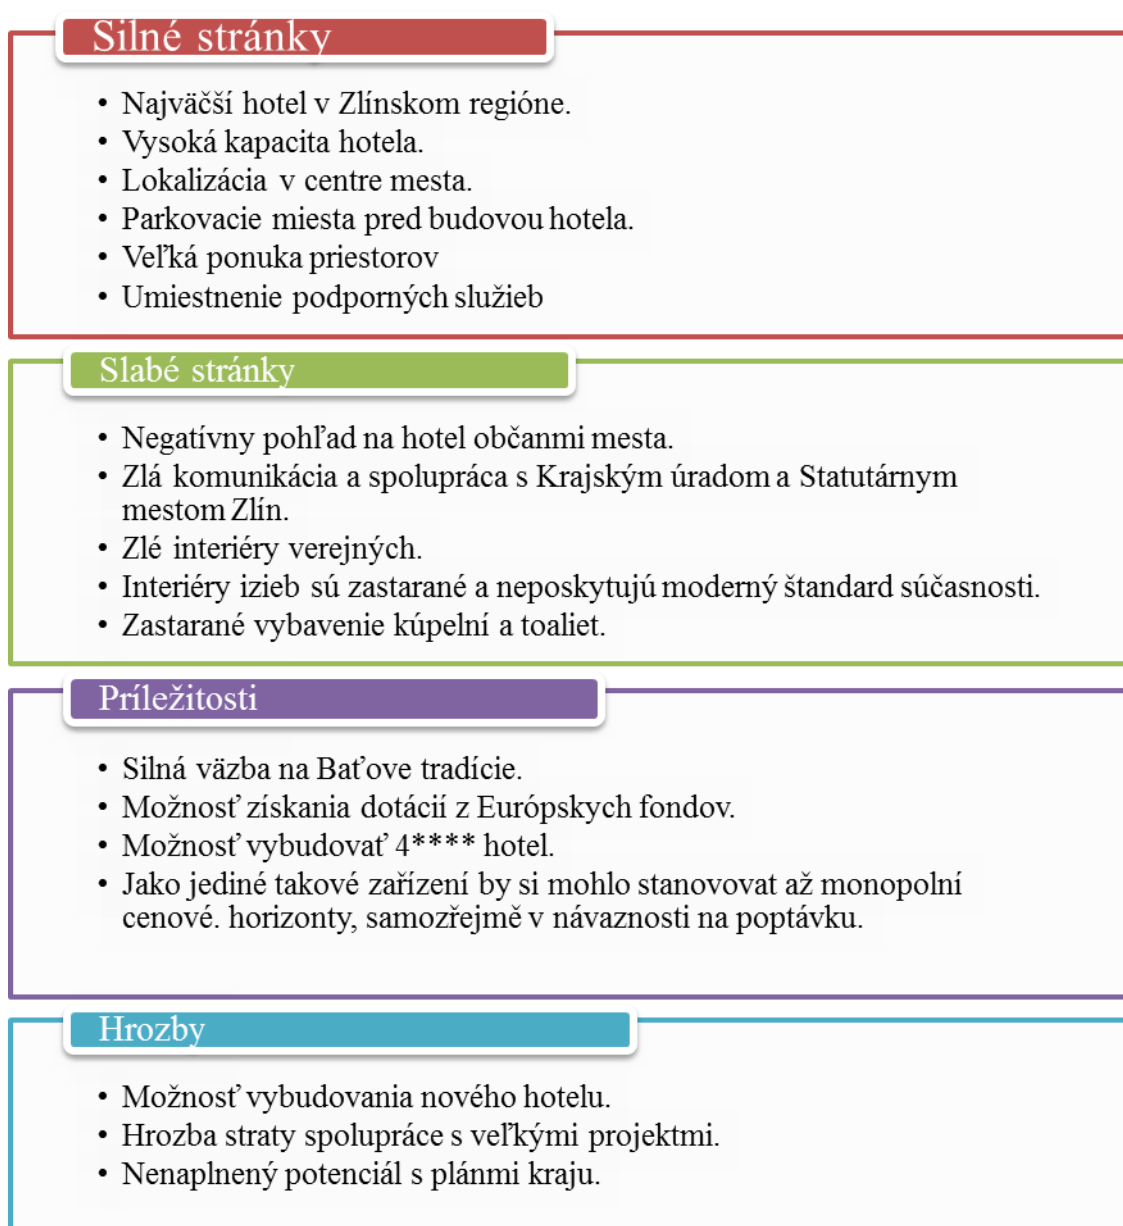 Silné stránky
• Najväčší hotel v Zlínskom regióne.
• Vysoká kapacita hotela.
• Lokalizácia v centre mesta.
• Parkovacie miesta pred budovou hotela.
• Veľká ponuka priestorov
• Umiestnenie podporných služieb
Slabé stránky
• Negatívny pohľad na hotel občanmi mesta.
• Zlá komunikácia a spolupráca s Krajským úradom a Statutárnym
mestom Zlín.
• Zlé interiéry verejných.
• Interiéry izieb sú zastarané a neposkytujú moderný štandard súčasnosti.
• Zastarané vybavenie kúpelní a toaliet.
Príležitosti
• Silná väzba na Baťove tradície.
• Možnosť získania dotácií z Európskych fondov.
• Možnosť vybudovať 4**** hotel.
• Jako jediné takové zařízení by si mohlo stanovovat až monopolní
cenové. horizonty, samozřejmě v návaznosti na poptávku.
Hrozby
• Možnosť vybudovania nového hotelu.
• Hrozba straty spolupráce s veľkými projektmi.
• Nenaplnený potenciál s plánmi kraju.